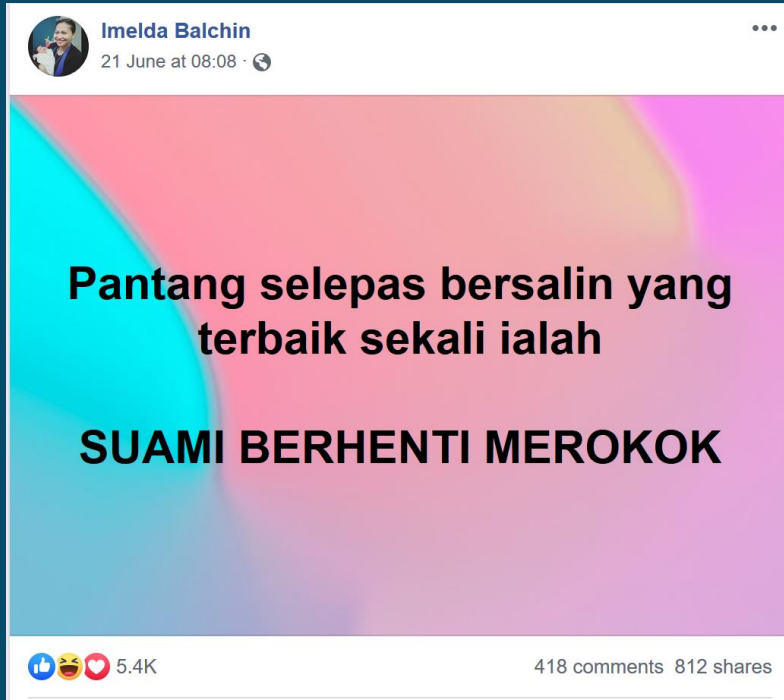 Imelda Balchin
21 June at 08:08 ·
Pantang selepas bersalin yang
terbaik sekali ialah
SUAMI BERHENTI MEROKOK
5.4K
418 comments 812 shares